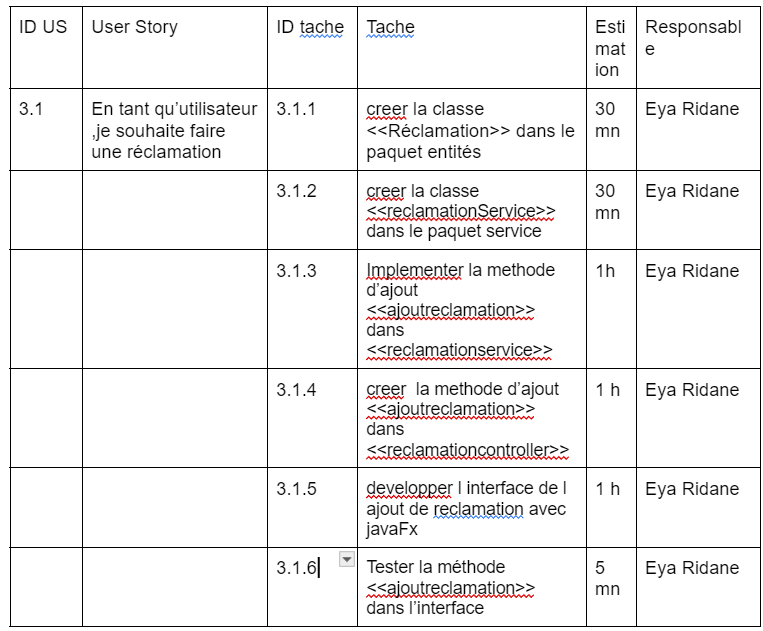 ID US User Story ID tache Tache Esti Responsabl
mat e
ion
3.1 En tant qu’utilisateur 3.1.1 creer la classe 30 Eya Ridane
,je souhaite faire <<Réclamation>> dans le mn
une réclamation paquet entités
3.1.2 creer la classe 30 Eya Ridane
<<reclamationService>> mn
dans le paquet service
3.1.3 Implementer la methode 1h Eya Ridane
d’ajout
<<ajoutreclamation>>
dans
<<reclamationservice>>
3.1.4 creer la methode d’ajout 1 h Eya Ridane
<<ajoutreclamation>>
dans
<<reclamationcontroller>>
3.1.5 developper l interface de l 1 h Eya Ridane
ajout de reclamation avec
javaFx
3.1.6 Tester la méthode 5 Eya Ridane
<<ajoutreclamation>> mn
dans l’interface